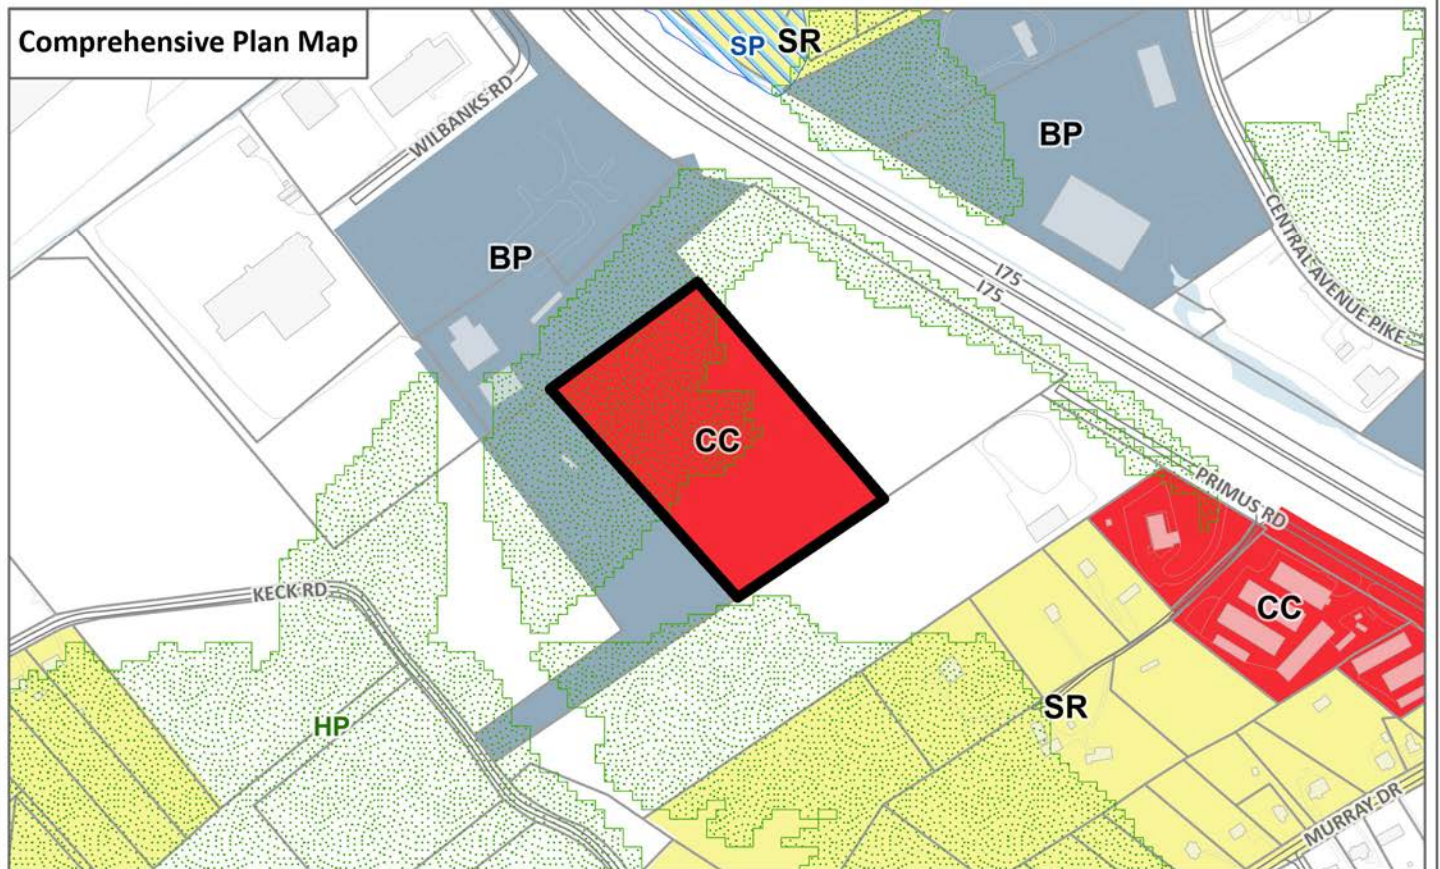 Comprehensive Plan Map
SP
SR
WILBANKS RD
BP
CENTRAL AVENUE PIKE
BP
I75
I75
CC
PRIMUS RD
KECK RD
CC
SR
HP
MURRAY DR